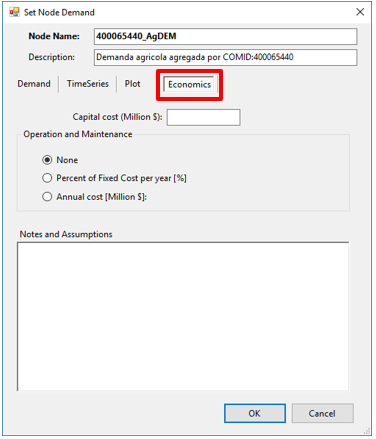 Set Node Demand
Node Name: 400065440_AgDEM
Description: Demanda agricola agregada por COMID:400065440
Demand TimeSeries Plot Economics
Capital cost (Million $):
Operation and Maintenance
None
Percent of Fixed Cost per year [%]
Annual cost [Million $]:
Notes and Assumptions
OK Cancel